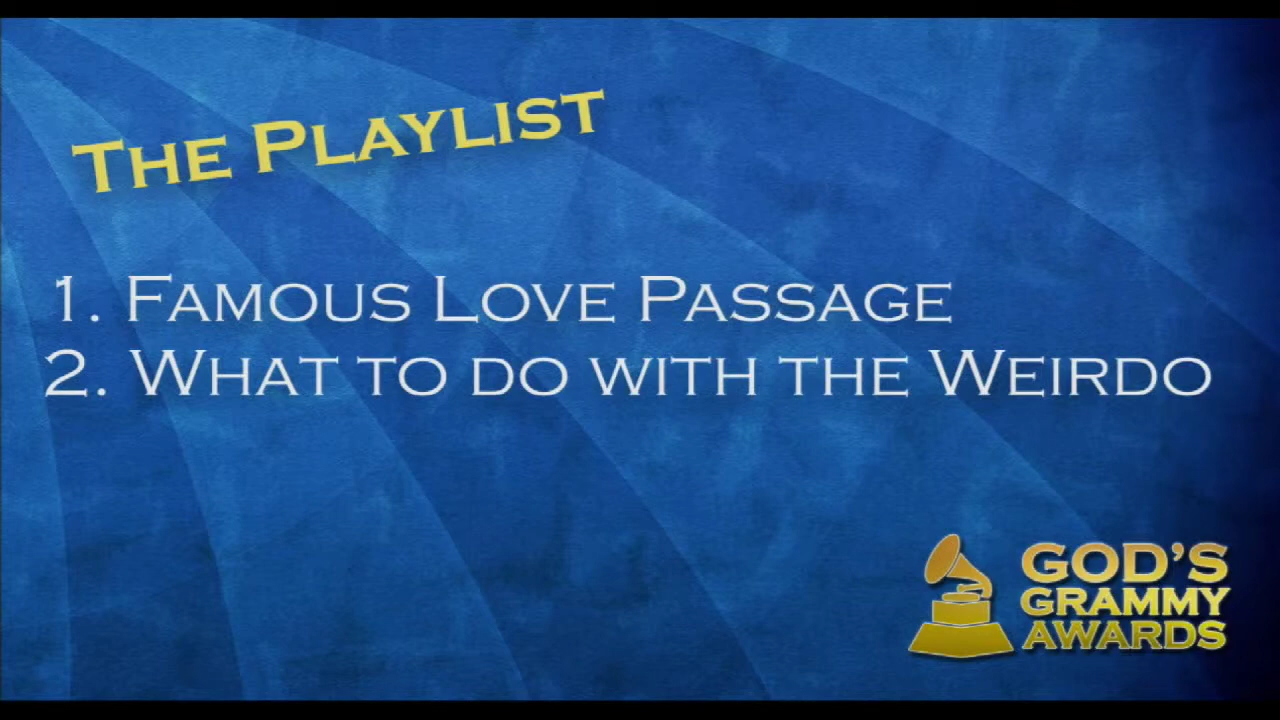 The Playlist
1. Famous Love Passage
2. What to do with the Weirdo
GOD'S
GRAMMY
AWARDS